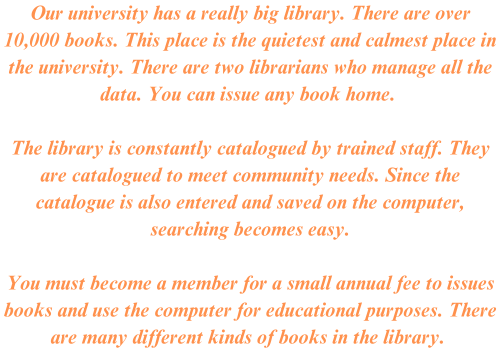 Our university has a really big library. There are over
10,000 books. This place is the quietest and calmest place in
the university. There are two librarians who manage all the
data. You can issue any book home.
The library is constantly catalogued by trained staff. They
are catalogued to meet community needs. Since the
catalogue is also entered and saved on the computer,
searching becomes easy.
You must become a member for a small annual fee to issues
books and use the computer for educational purposes. There
are many different kinds of books in the library.